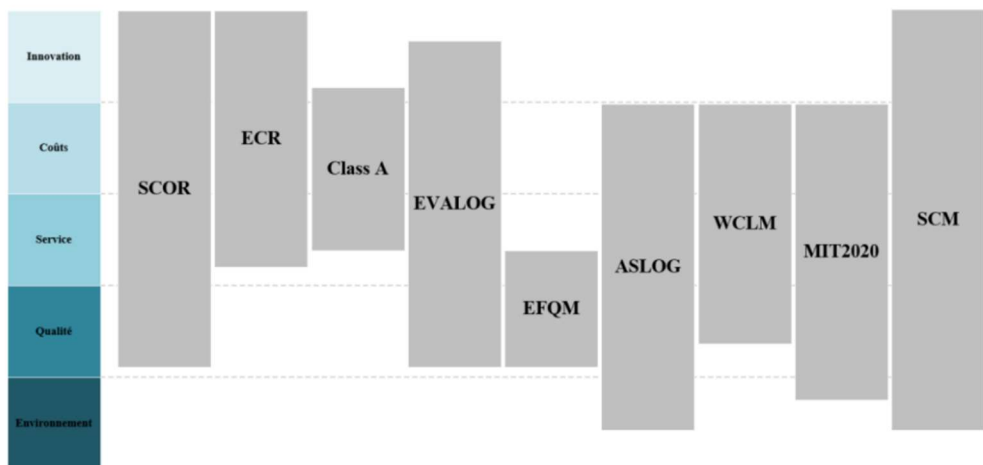 Innovation
Coûts
Service
Qualité
Environnement
SCOR
ECR
Class A
EVALOG
EFQM
ASLOG
WCLM
MIT2020
SCM